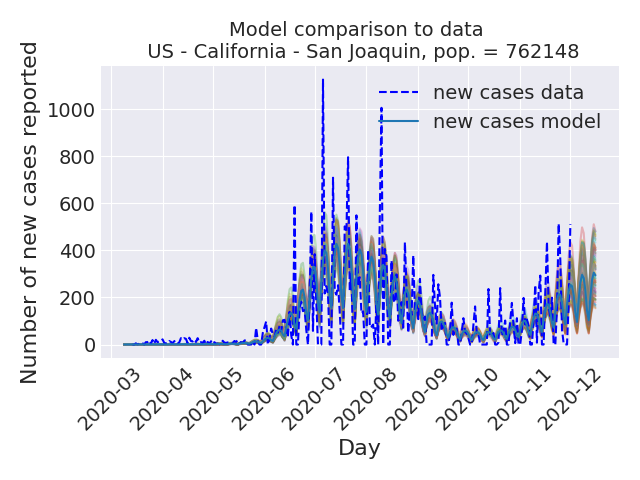 Model comparison to data
US - California - San Joaquin, pop. = 762148
Number of new cases reported
1000
800
600
400
200
0
new cases data
new cases model
2020-03
2020-04
2020-05
2020-06
2020-07
2020-08
2020-09
2020-10
2020-11
2020-12
Day